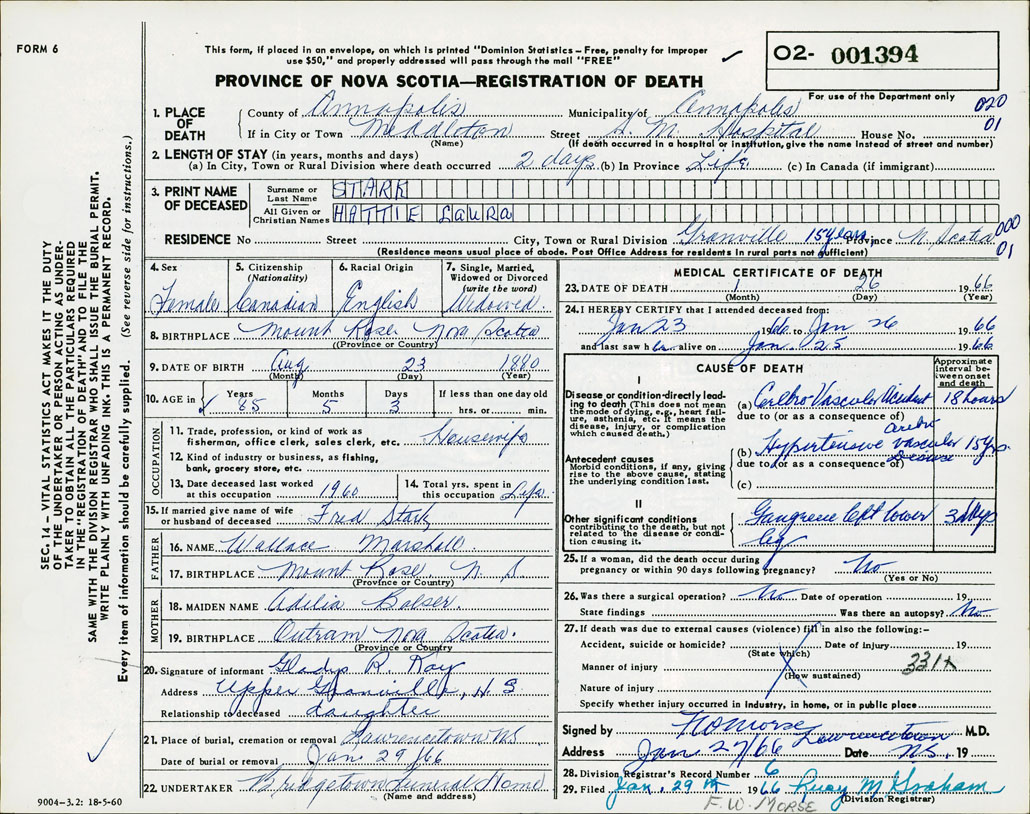 FORM 6
This form, if placed in an envelope, on which is printed "Dominion Statistics – Free, penalty for improper
use $50," and properly addressed will pass through the mail "FREE"
02- 001394
PROVINCE OF NOVA SCOTIA—REGISTRATION OF DEATH
For use of the Department only
1. PLACE OF DEATH
County of Annapolis Municipality of Annapolis 020
If in City or Town Middleton Street S. M. Hospital House No. 01
(Name) (If death occurred in a hospital or institution, give the name instead of street and number)
2. LENGTH OF STAY (in years, months and days)
(a) In City, Town or Rural Division where death occurred 2 days (b) In Province Life (c) In Canada (if immigrant)
3. PRINT NAME OF DECEASED
Surname or Last Name STARK
All Given or Christian Names HATTIE LAURA
RESIDENCE No Street City, Town or Rural Division Granville 15 years Province N. Scotia 000 01
(Residence means usual place of abode. Post Office Address for residents in rural parts not sufficient)
4. Sex Female
5. Citizenship (Nationality) Canadian
6. Racial Origin English
7. Single, Married, Widowed or Divorced (write the word) Widowed
8. BIRTHPLACE Mount Rose Nova Scotia
(Province or Country)
9. DATE OF BIRTH Aug 23 1880
(Month) (Day) (Year)
10. AGE in Years 85 Months 5 Days 3 If less than one day old hrs. or min.
OCCUPATION
11. Trade, profession, or kind of work as
fisherman, office clerk, sales clerk, etc. Housewife
12. Kind of industry or business, as fishing,
bank, grocery store, etc.
13. Date deceased last worked
at this occupation 1960
14. Total yrs. spent in
this occupation Life
15. If married give name of wife
or husband of deceased Fred Stark
FATHER
16. NAME Wallace Marshall
17. BIRTHPLACE Mount Rose, N. S.
(Province or Country)
MOTHER
18. MAIDEN NAME Adelia Balser.
19. BIRTHPLACE Outram Nova Scotia.
(Province or Country)
20. Signature of informant Gladys R. Kay
Address Upper Granville, N. S.
Relationship to deceased daughter
21. Place of burial, cremation or removal Lawrencetown N.S.
Date of burial or removal Jan. 29/66
22. UNDERTAKER Bridgetown Funeral Home
(Name and address)
9004-3.2: 18-5-60
MEDICAL CERTIFICATE OF DEATH
23. DATE OF DEATH 1 26 1966
(Month) (Day) (Year)
24. I HEREBY CERTIFY that I attended deceased from:
Jan 23 1966 to Jan 26 1966
and last saw her alive on Jan. 25 1966
CAUSE OF DEATH
Approximate interval between onset and death
I
Disease or condition directly leading to death (This does not mean the mode of dying, e.g., heart failure, asthenia, etc. It means the disease, injury, or complication which caused death.)
(a) Cerebro Vascular Accident 18 hours
due to (or as a consequence of)
Antecedent causes
Morbid conditions, if any, giving rise to the above cause, stating the underlying condition last.
(b) Hypertensive vascular Disease 15 yrs
due to (or as a consequence of)
(c)
II
Other significant conditions
contributing to the death, but not related to the disease or condition causing it.
Gangrene left lower leg 3 days
25. If a woman, did the death occur during
pregnancy or within 90 days following pregnancy? No
(Yes or No)
26. Was there a surgical operation? No Date of operation 19
State findings Was there an autopsy? No
27. If death was due to external causes (violence) fill in also the following:-
Accident, suicide or homicide? Date of injury 19
(State which)
Manner of injury 331X
(How sustained)
Nature of injury
Specify whether injury occurred in industry, in home, or in public place
Signed by Morse M.D.
Lawrencetown
Address Jan 27/66 Date N.S. 19
28. Division Registrar's Record Number 6
29. Filed Jan. 29th 1966 Ruby M Graham
(Division Registrar)
F. W. MORSE
SEC. 14 – VITAL STATISTICS ACT MAKES IT THE DUTY
OF THE UNDERTAKER OR PERSON ACTING AS UNDER-
TAKER TO OBTAIN ALL THE PARTICULARS REQUIRED
IN THE "REGISTRATION OF DEATH" AND TO FILE THE
SAME WITH THE DIVISION REGISTRAR WHO SHALL ISSUE THE BURIAL PERMIT.
WRITE PLAINLY WITH UNFADING INK. THIS IS A PERMANENT RECORD.
Every item of information should be carefully supplied. (See reverse side for instructions.)